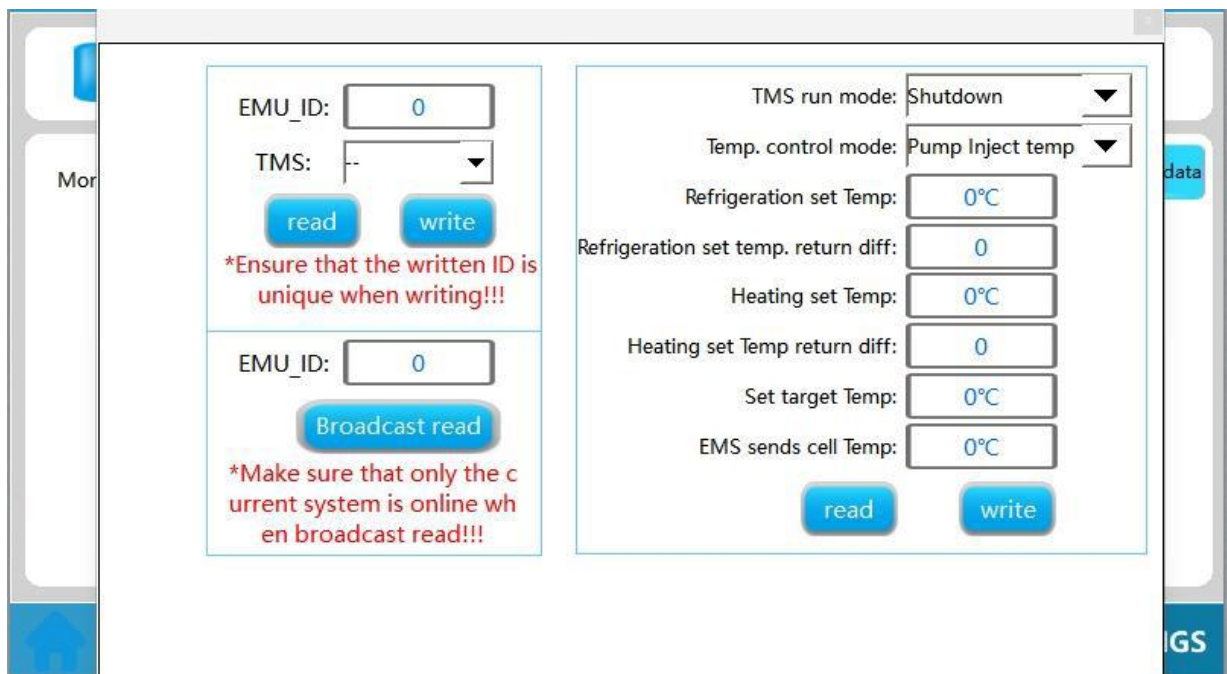 EMU_ID: 0
TMS: --
read write
*Ensure that the written ID is
unique when writing!!!
EMU_ID: 0
Broadcast read
*Make sure that only the c
urrent system is online wh
en broadcast read!!!
TMS run mode: Shutdown
Temp. control mode: Pump Inject temp
Refrigeration set Temp: 0℃
Refrigeration set temp. return diff: 0
Heating set Temp: 0℃
Heating set Temp return diff: 0
Set target Temp: 0℃
EMS sends cell Temp: 0℃
read write
Mor
data